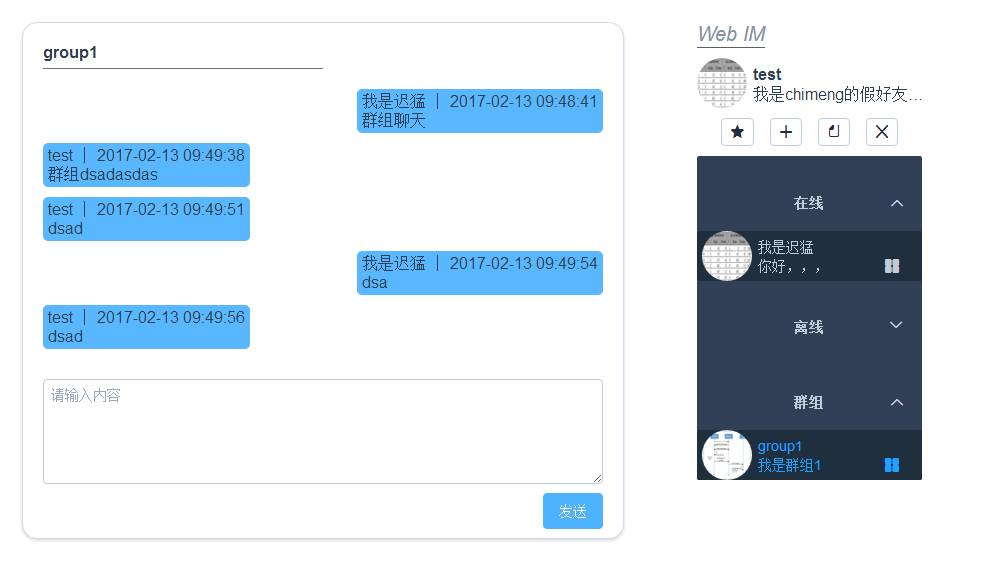 group1
我是迟猛 ｜ 2017-02-13 09:48:41
群组聊天
test ｜ 2017-02-13 09:49:38
群组dsadasdas
test ｜ 2017-02-13 09:49:51
dsad
我是迟猛 ｜ 2017-02-13 09:49:54
dsa
test ｜ 2017-02-13 09:49:56
dsad
请输入内容
发送
Web IM
test
我是chimeng的假好友…
在线
我是迟猛
你好，，，
离线
群组
group1
我是群组1